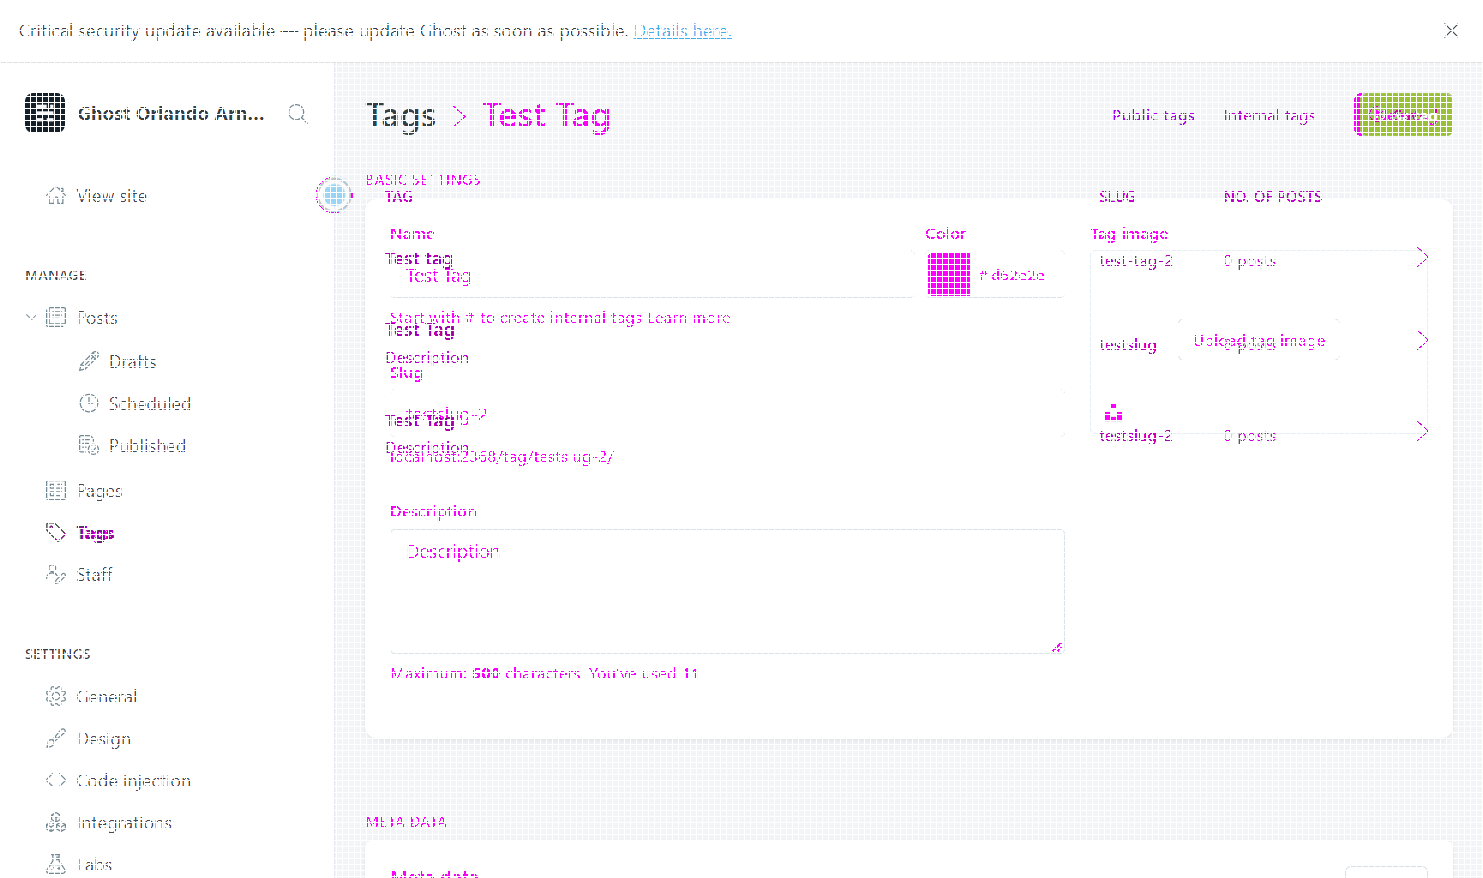 Critical security update available — please update Ghost as soon as possible. Details here.
Ghost Orlando Arn...
Tags > Test Tag
Public tags
Internal tags
View site
BASIC SETTINGS
TAG
SLUG
NO. OF POSTS
Name
Color
Tag image
Test tag
test-tag-2
0 posts
Test Tag
# d62e2e
MANAGE
Posts
Start with # to create internal tags Learn more
Test Tag
testslug
0 posts
Upload tag image
Description
Drafts
Slug
Scheduled
testslug-2
Test Tag
testslug-2
0 posts
Published
Description
localhost:2368/tag/testslug-2/
Pages
Description
Tags
Description
Staff
SETTINGS
Maximum: 500 characters. You've used 11
General
Design
Code injection
Integrations
META DATA
Labs
Meta data